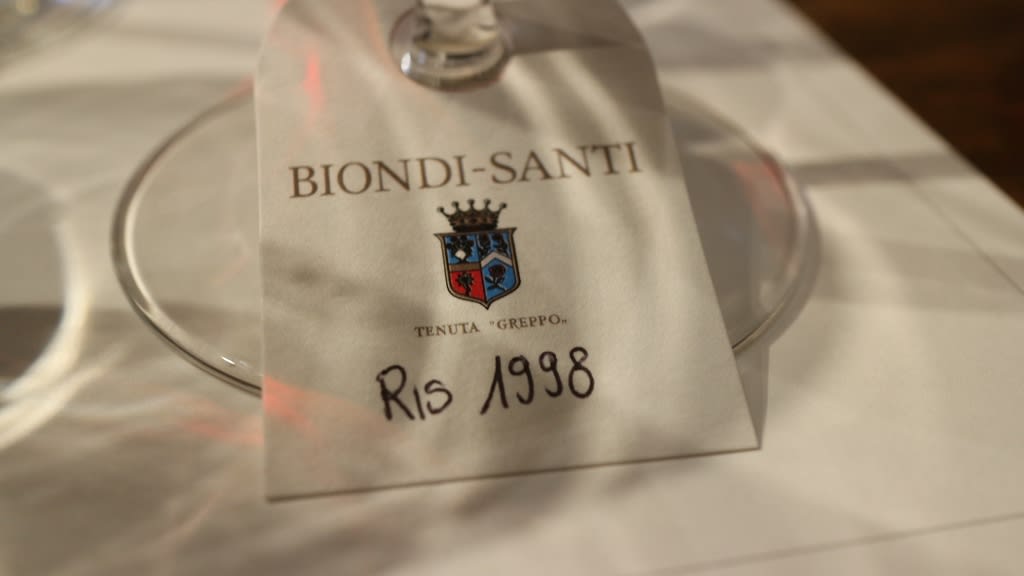 BIONDI-SANTI
TENUTA "GREPPO„
Ris 1998